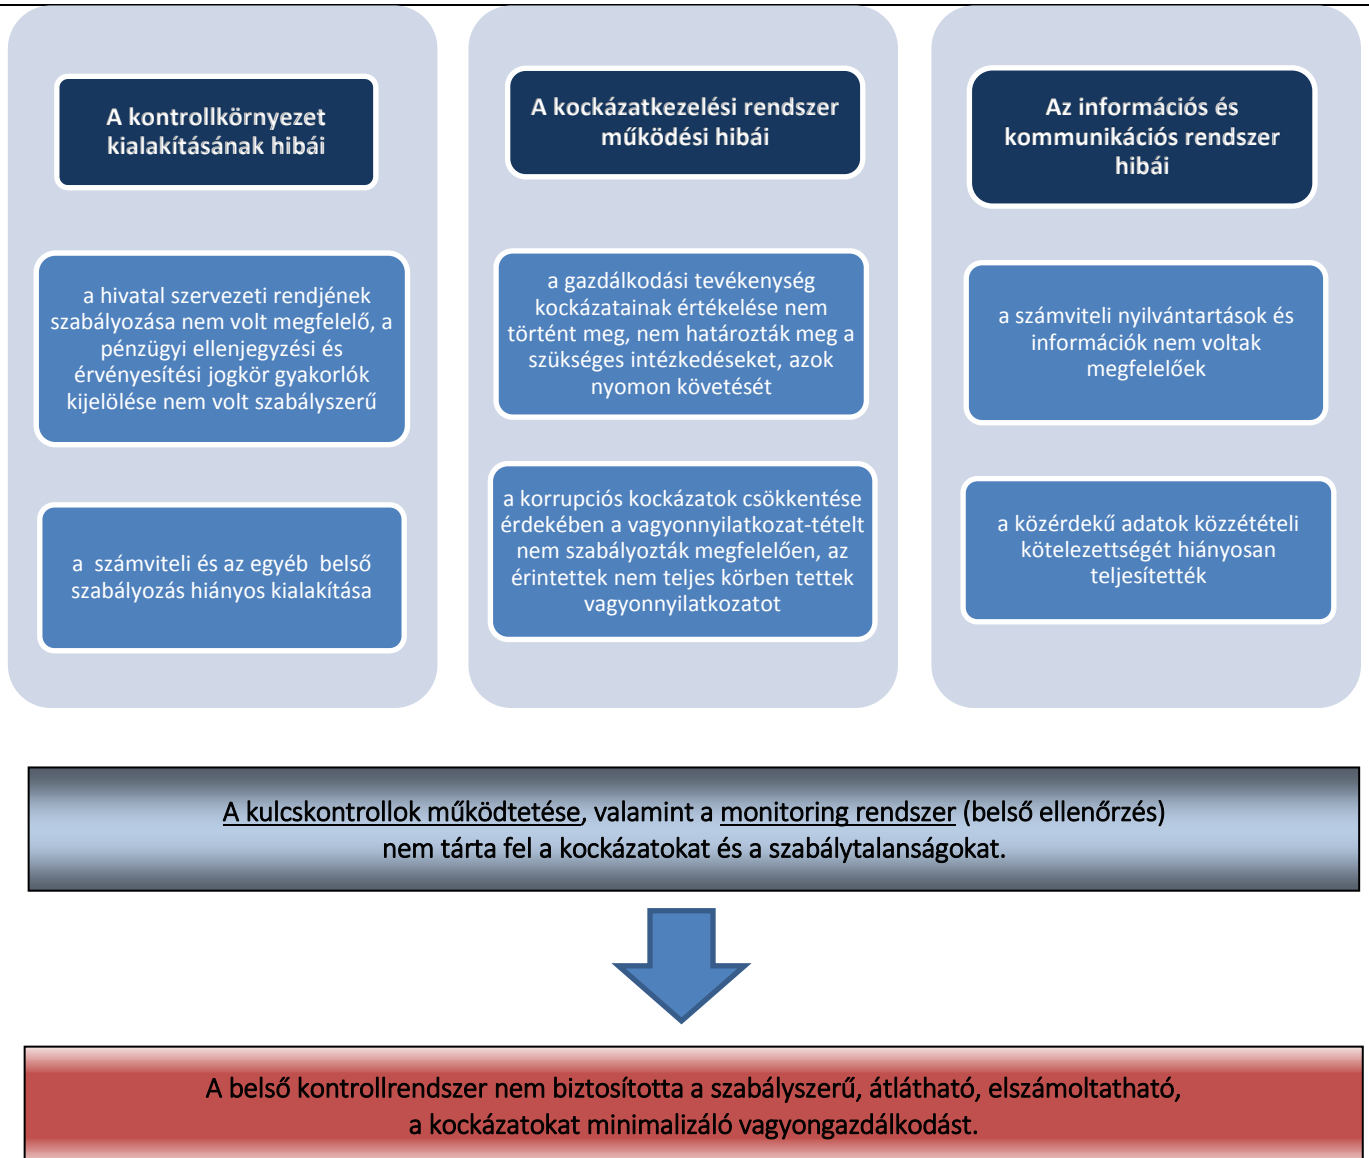 A kontrollkörnyezet
kialakításának hibái
a hivatal szervezeti rendjének
szabályozása nem volt megfelelő, a
pénzügyi ellenjegyzési és
érvényesítési jogkör gyakorlók
kijelölése nem volt szabályszerű
a számviteli és az egyéb belső
szabályozás hiányos kialakítása
A kockázatkezelési rendszer
működési hibái
a gazdálkodási tevékenység
kockázatainak értékelése nem
történt meg, nem határozták meg a
szükséges intézkedéseket, azok
nyomon követését
a korrupciós kockázatok csökkentése
érdekében a vagyonnyilatkozat-tételt
nem szabályozták megfelelően, az
érintettek nem teljes körben tettek
vagyonnyilatkozatot
Az információs és
kommunikációs rendszer
hibái
a számviteli nyilvántartások és
információk nem voltak
megfelelőek
a közérdekű adatok közzétételi
kötelezettségét hiányosan
teljesítették
A kulcskontrollok működtetése, valamint a monitoring rendszer (belső ellenőrzés)
nem tárta fel a kockázatokat és a szabálytalanságokat.
A belső kontrollrendszer nem biztosította a szabályszerű, átlátható, elszámoltatható,
a kockázatokat minimalizáló vagyongazdálkodást.